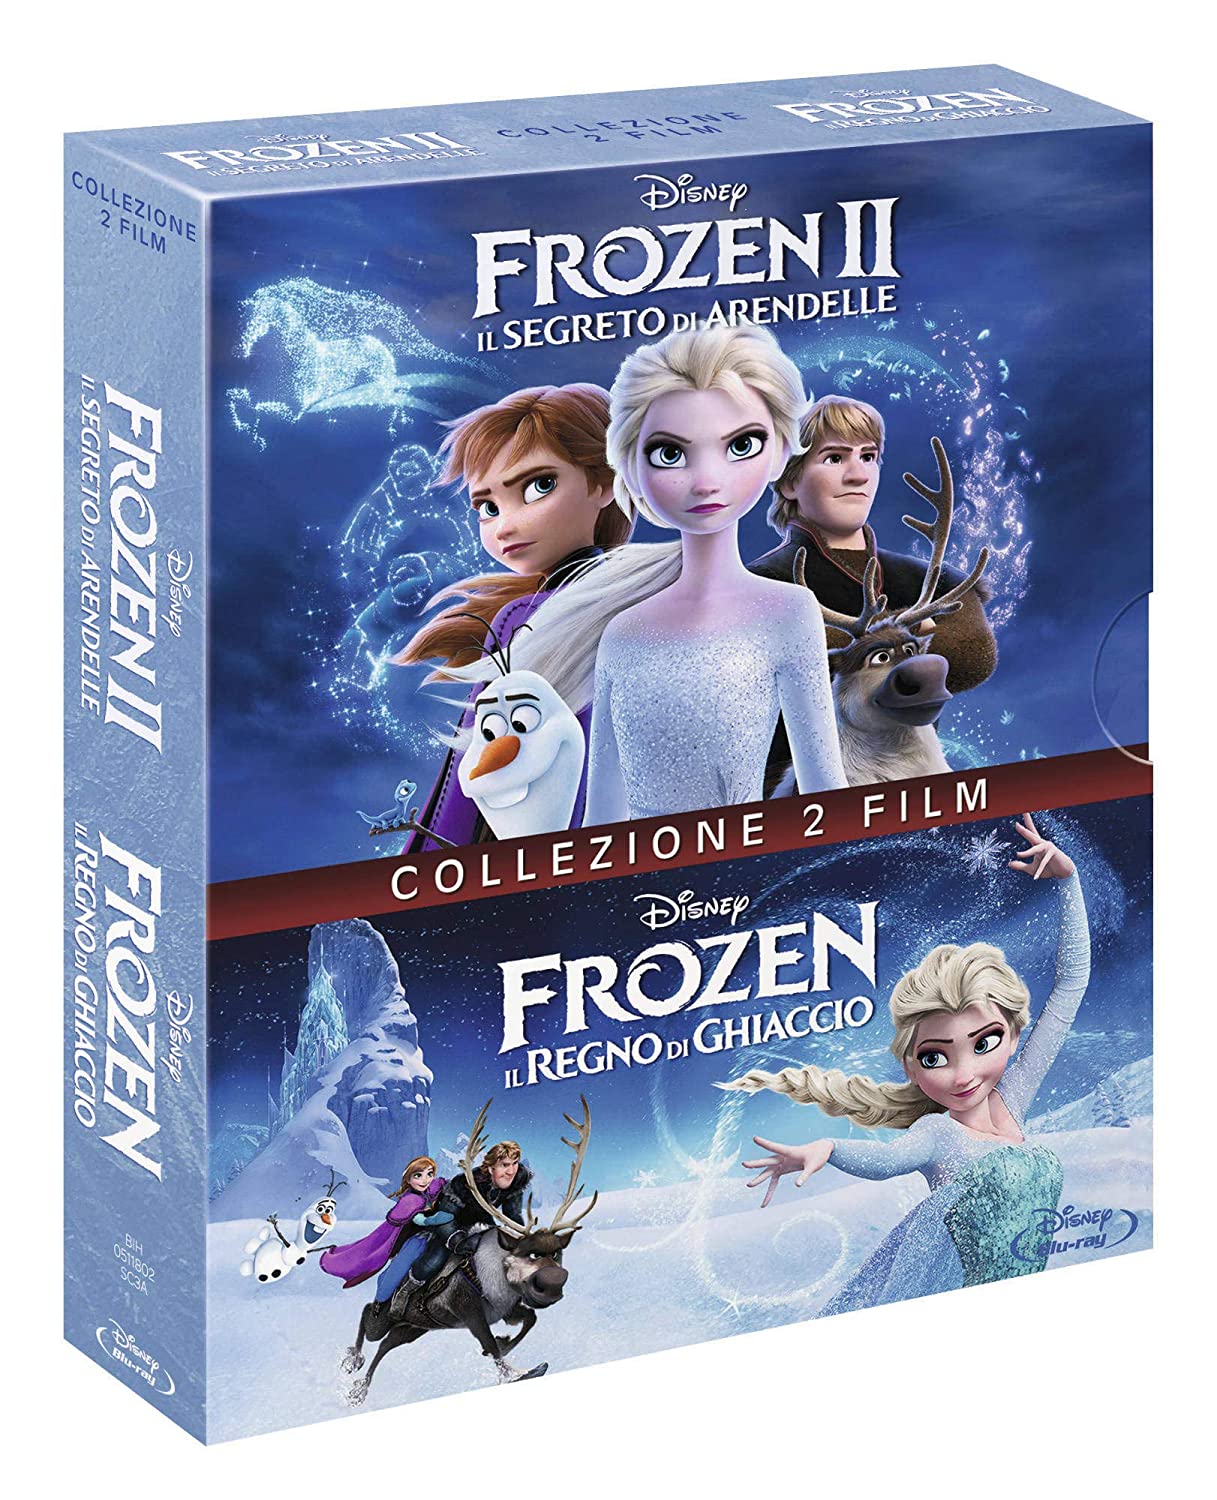 Disney
FROZEN II
IL SEGRETO DI ARENDELLE
COLLEZIONE
2 FILM
Disney
FROZEN
IL REGNO DI GHIACCIO
COLLEZIONE
2 FILM
Disney
FROZEN II
IL SEGRETO DI ARENDELLE
Disney
FROZEN
IL REGNO DI GHIACCIO
BIH
0511802
SC3A
Disney
Blu-ray
Disney
FROZEN II
IL SEGRETO DI ARENDELLE
COLLEZIONE 2 FILM
Disney
FROZEN
IL REGNO DI GHIACCIO
Disney
Blu-ray